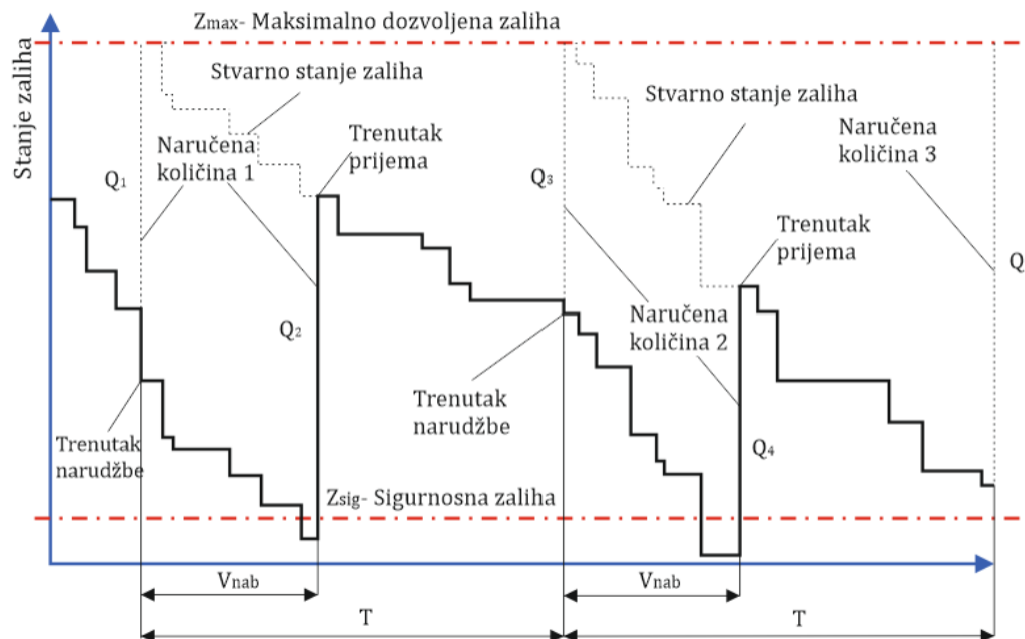 Zmax- Maksimalno dozvoljena zaliha
Stanje zaliha
Stvarno stanje zaliha
Stvarno stanje zaliha
Naručena
količina 1
Trenutak
prijema
Naručena
količina 3
Q1
Q3
Trenutak
prijema
Q
Q2
Naručena
količina 2
Trenutak
narudžbe
Trenutak
narudžbe
Q4
Zsig- Sigurnosna zaliha
Vnab
Vnab
T
T